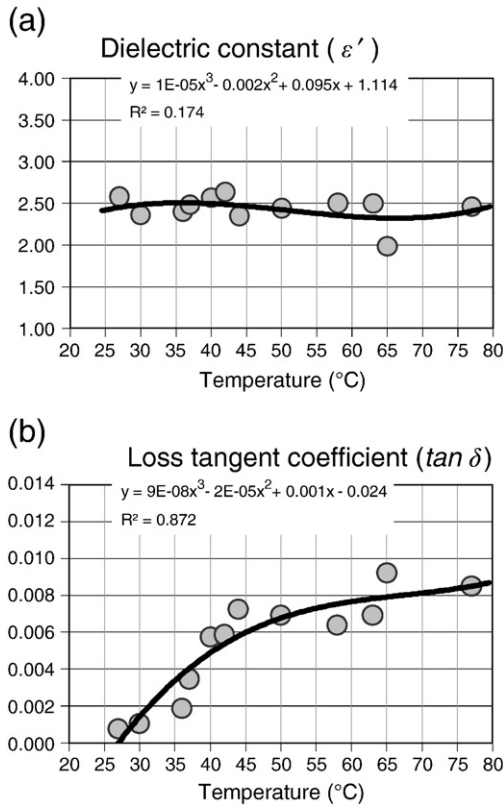 (a)
Dielectric constant ( ε′ )
y = 1E-05x³- 0.002x²+ 0.095x + 1.114
R² = 0.174
4.00
3.50
3.00
2.50
2.00
1.50
1.00
20 25 30 35 40 45 50 55 60 65 70 75 80
Temperature (°C)
(b)
Loss tangent coefficient (tan δ)
y = 9E-08x³- 2E-05x²+ 0.001x - 0.024
R² = 0.872
0.014
0.012
0.010
0.008
0.006
0.004
0.002
0.000
20 25 30 35 40 45 50 55 60 65 70 75 80
Temperature (°C)